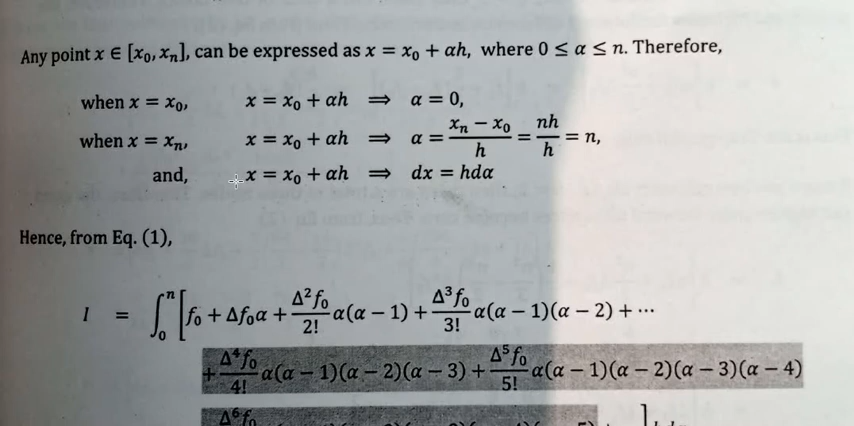 Any point x ∈ [x₀, xₙ], can be expressed as x = x₀ + αh, where 0 ≤ α ≤ n. Therefore,
when x = x₀, x = x₀ + αh ⟹ α = 0,
when x = xₙ, x = x₀ + αh ⟹ α = (xₙ − x₀)/h = nh/h = n,
and, x = x₀ + αh ⟹ dx = hdα
Hence, from Eq. (1),
I = ∫₀ⁿ [f₀ + Δf₀α + Δ²f₀/2! α(α − 1) + Δ³f₀/3! α(α − 1)(α − 2) + ⋯
+ Δ⁴f₀/4! α(α − 1)(α − 2)(α − 3) + Δ⁵f₀/5! α(α − 1)(α − 2)(α − 3)(α − 4)
Δ⁶f₀